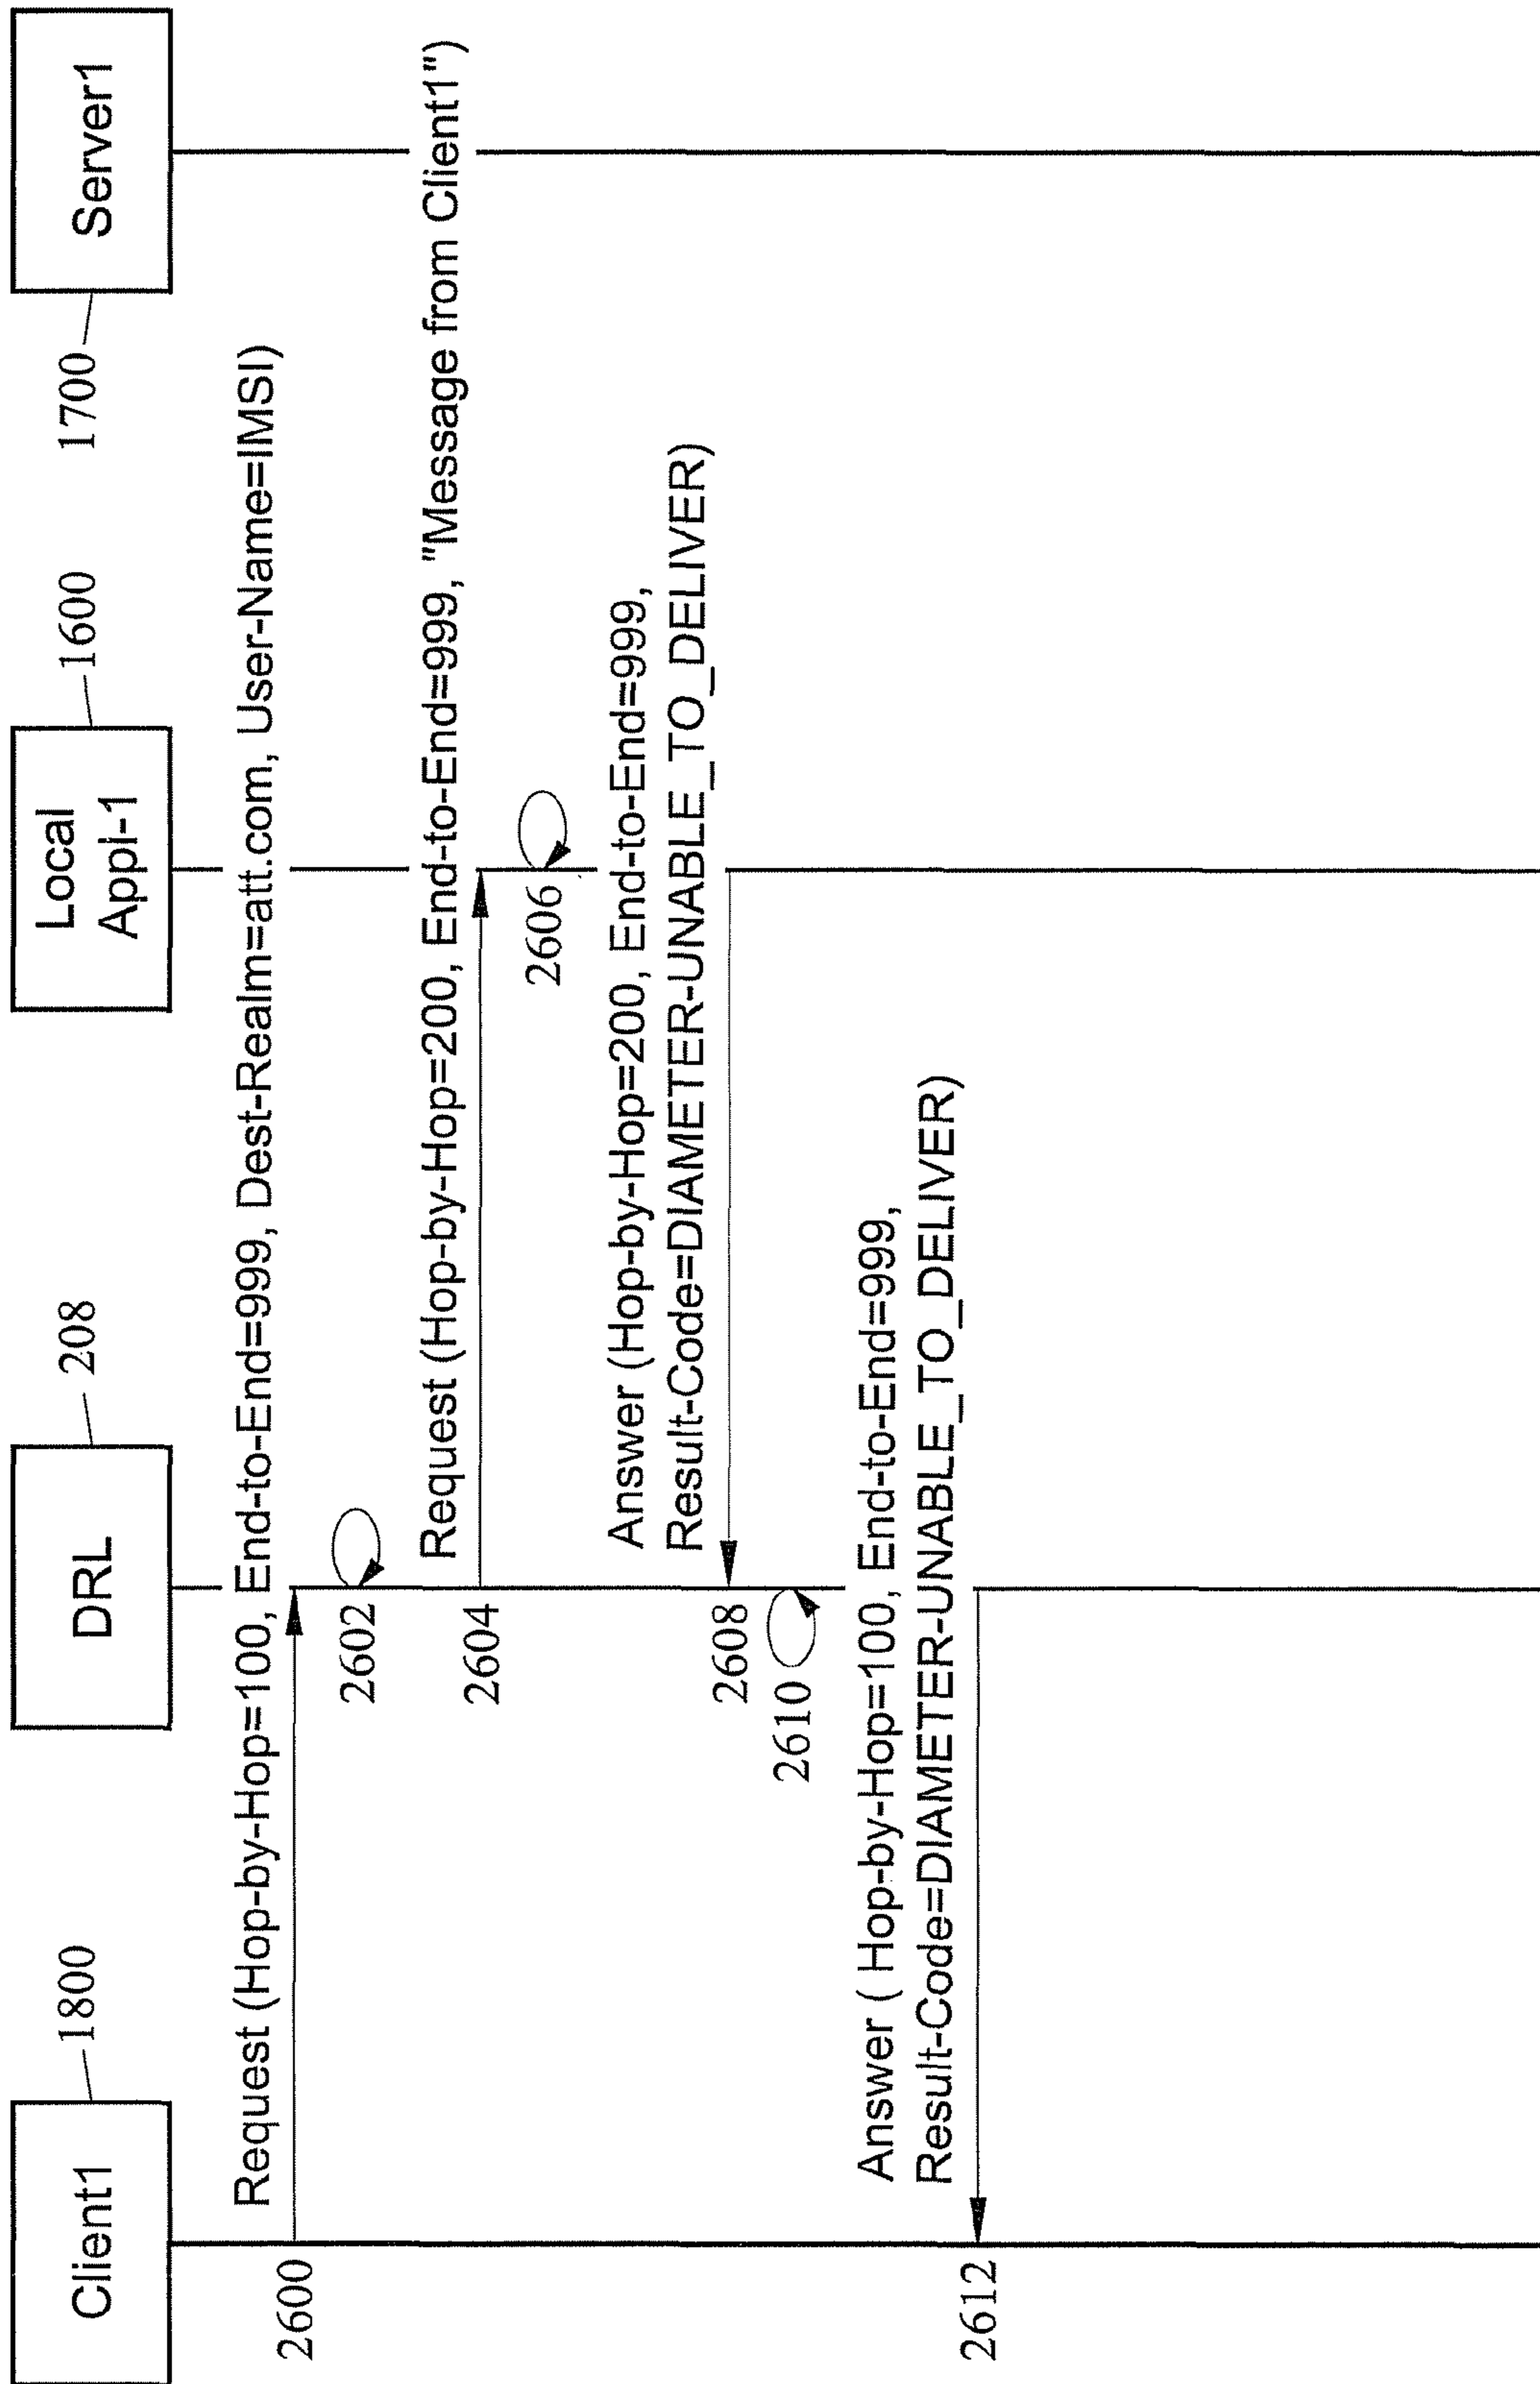 Client1
1800
DRL
208
Local
Appl-1
1600
Server1
1700
2600
Request (Hop-by-Hop=100, End-to-End=999, Dest-Realm=att.com, User-Name=IMSI)
2602
2604
Request (Hop-by-Hop=200, End-to-End=999, "Message from Client1")
2606
Answer (Hop-by-Hop=200, End-to-End=999,
Result-Code=DIAMETER-UNABLE_TO_DELIVER)
2608
2610
Answer ( Hop-by-Hop=100, End-to-End=999,
Result-Code=DIAMETER-UNABLE_TO_DELIVER)
2612